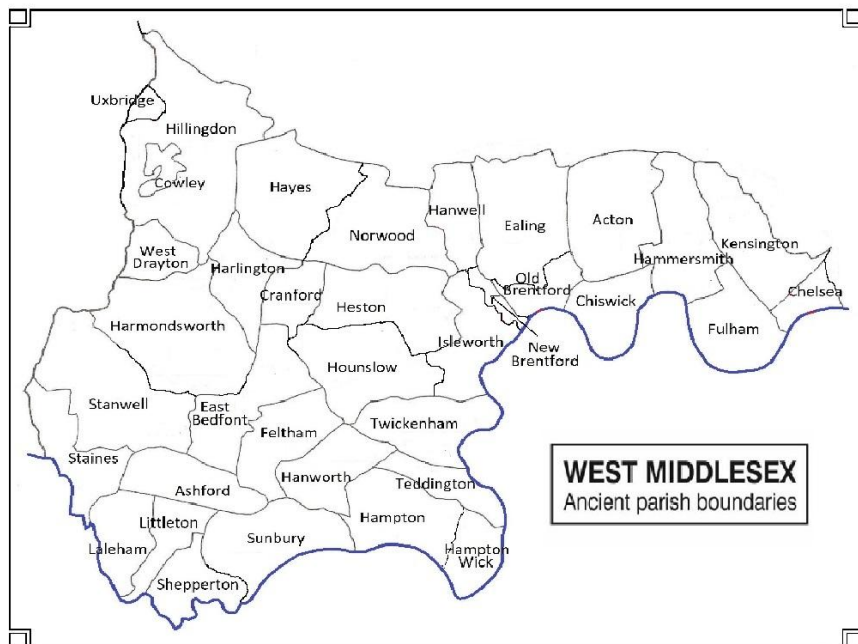 Uxbridge
Hillingdon
Cowley
Hayes
Norwood
Hanwell
Ealing
Acton
Hammersmith
Kensington
Chelsea
West
Drayton
Harlington
Cranford
Heston
Old
Brentford
Chiswick
Fulham
Harmondsworth
Isleworth
New
Brentford
Hounslow
Stanwell
East
Bedfont
Feltham
Twickenham
Staines
Ashford
Hanworth
Teddington
Laleham
Littleton
Sunbury
Hampton
Hampton
Wick
Shepperton
WEST MIDDLESEX
Ancient parish boundaries